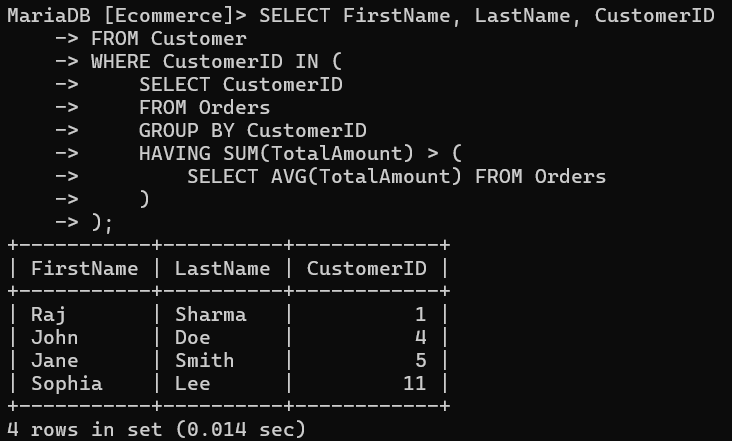 MariaDB [Ecommerce]> SELECT FirstName, LastName, CustomerID
    -> FROM Customer
    -> WHERE CustomerID IN (
    ->     SELECT CustomerID
    ->     FROM Orders
    ->     GROUP BY CustomerID
    ->     HAVING SUM(TotalAmount) > (
    ->         SELECT AVG(TotalAmount) FROM Orders
    ->     )
    -> );
+-----------+----------+------------+
| FirstName | LastName | CustomerID |
+-----------+----------+------------+
| Raj       | Sharma   |          1 |
| John      | Doe      |          4 |
| Jane      | Smith    |          5 |
| Sophia    | Lee      |         11 |
+-----------+----------+------------+
4 rows in set (0.014 sec)